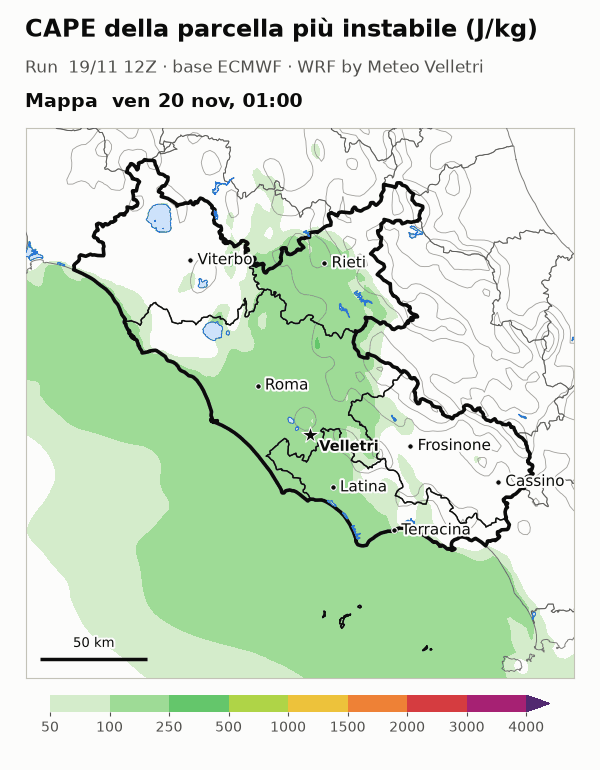 CAPE della parcella più instabile (J/kg)
Run  19/11 12Z · base ECMWF · WRF by Meteo Velletri
Mappa  ven 20 nov, 01:00
Viterbo
Rieti
Roma
Velletri
Frosinone
Latina
Cassino
Terracina
50 km
50 100 250 500 1000 1500 2000 3000 4000